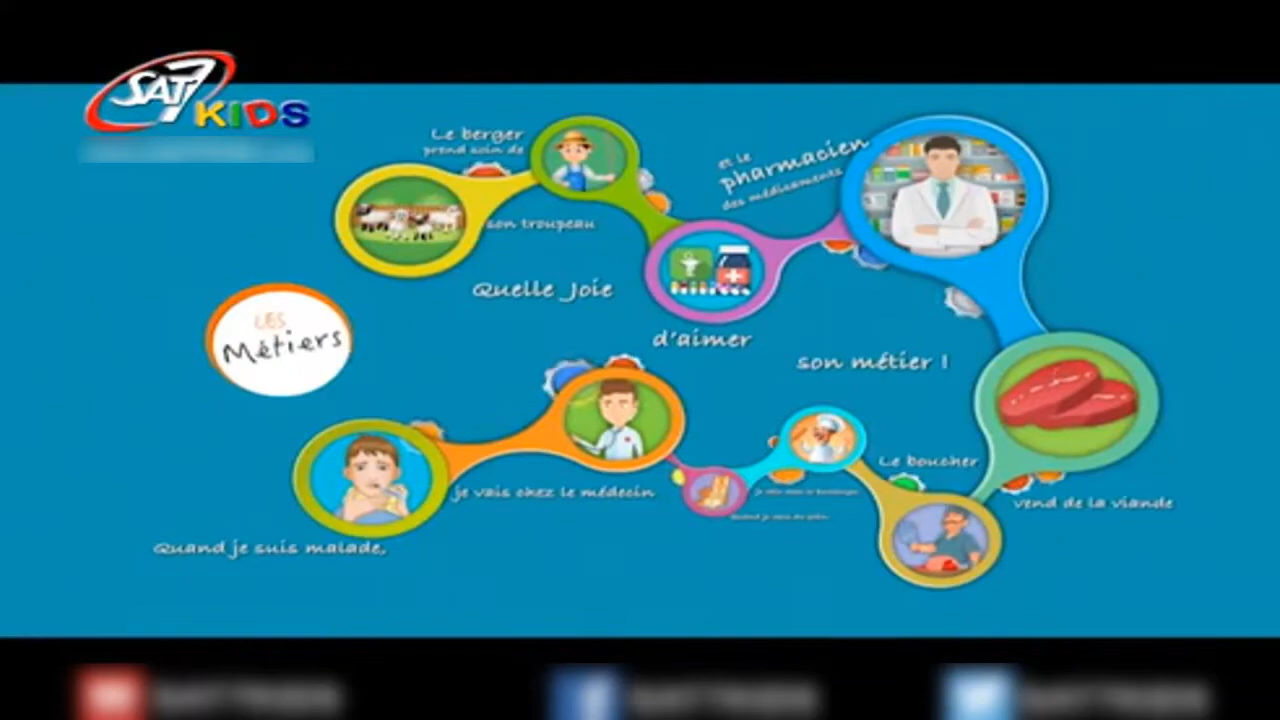 SAT7
KIDS
Le berger
prend soin de
son troupeau
et le
pharmacien
des médicaments
Quelle Joie
d'aimer
son métier !
LES
Métiers
Le boucher
vend de la viande
je vais chez le médecin
Quand je suis malade,